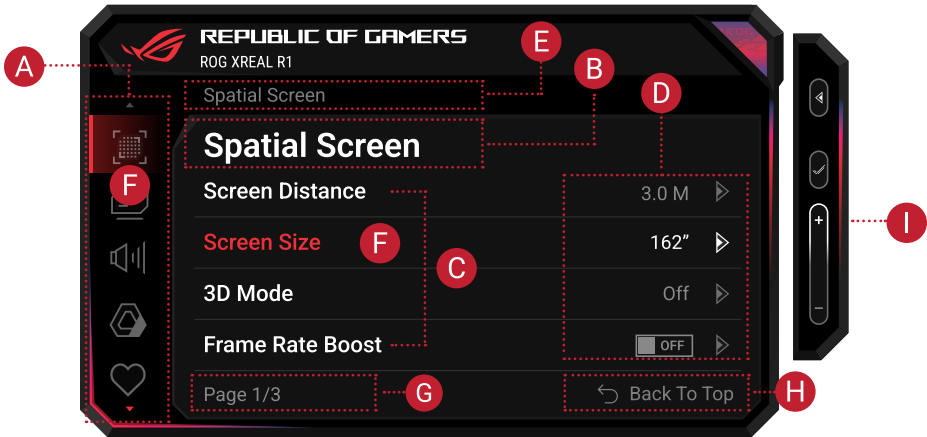 REPUBLIC OF GAMERS
ROG XREAL R1
E
A
B
Spatial Screen
D
Spatial Screen
F
Screen Distance
3.0 M
I
Screen Size
F
162”
C
3D Mode
Off
Frame Rate Boost
OFF
Page 1/3
G
Back To Top
H
+
−